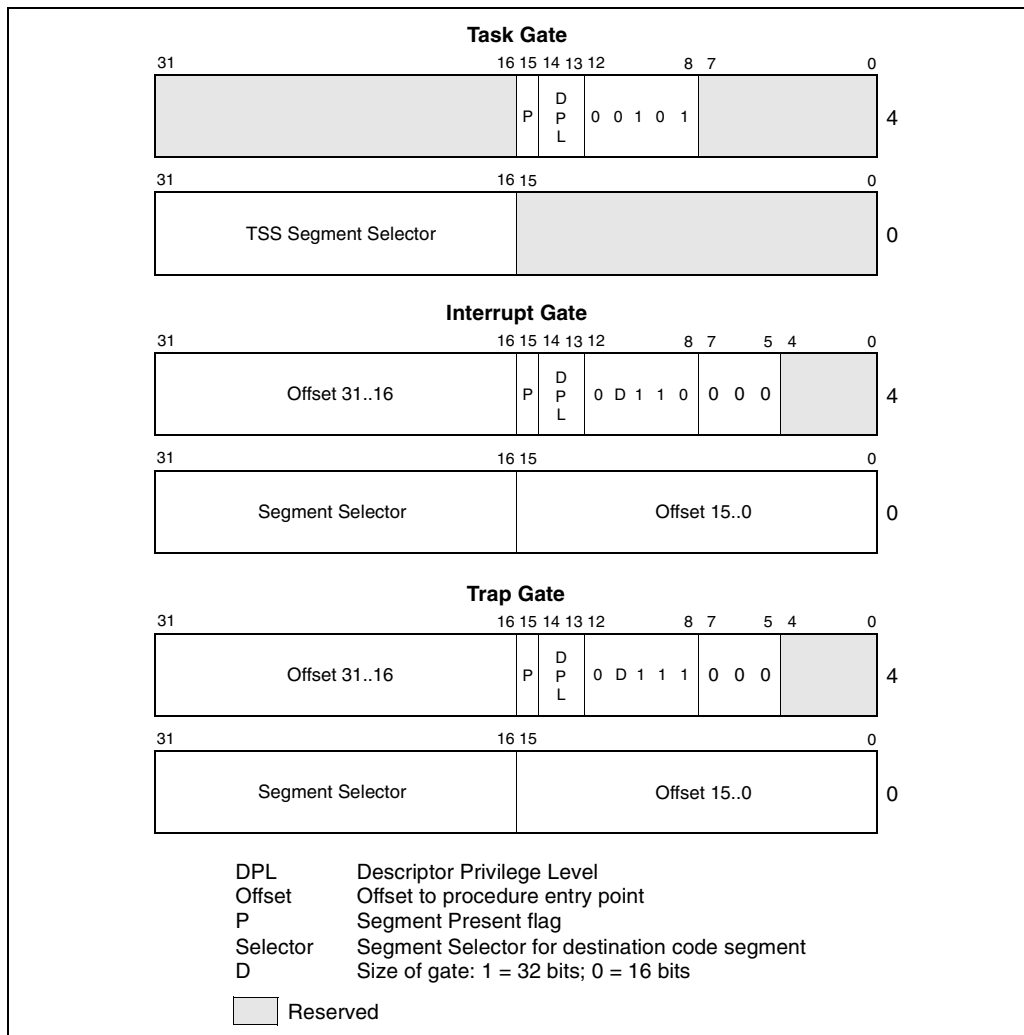 Task Gate
31 16 15 14 13 12 8 7 0
P D P L 0 0 1 0 1 4
31 16 15 0
TSS Segment Selector 0
Interrupt Gate
31 16 15 14 13 12 8 7 5 4 0
Offset 31..16 P D P L 0 D 1 1 0 0 0 0 4
31 16 15 0
Segment Selector Offset 15..0 0
Trap Gate
31 16 15 14 13 12 8 7 5 4 0
Offset 31..16 P D P L 0 D 1 1 1 0 0 0 4
31 16 15 0
Segment Selector Offset 15..0 0
DPL Descriptor Privilege Level
Offset Offset to procedure entry point
P Segment Present flag
Selector Segment Selector for destination code segment
D Size of gate: 1 = 32 bits; 0 = 16 bits
Reserved